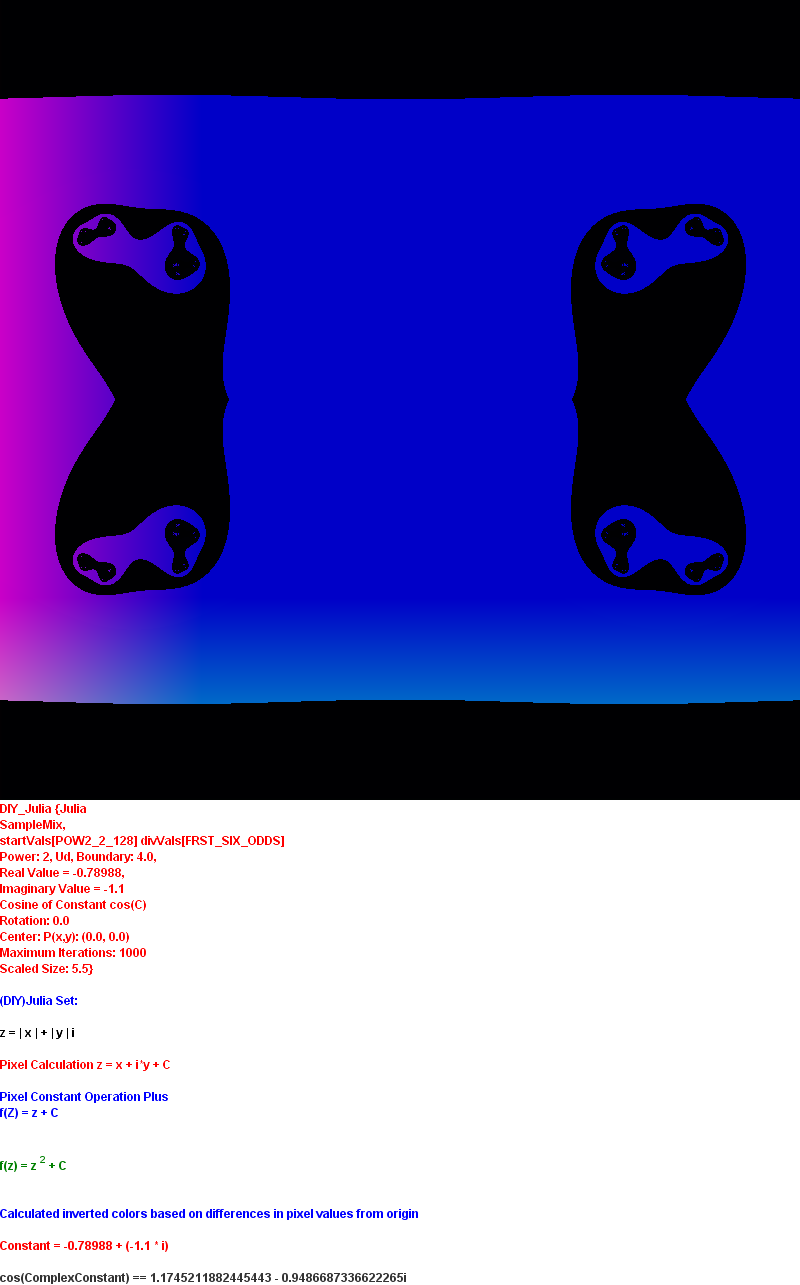 DIY_Julia {Julia
SampleMix,
startVals[POW2_2_128] divVals[FRST_SIX_ODDS]
Power: 2, Ud, Boundary: 4.0,
Real Value = -0.78988,
Imaginary Value = -1.1
Cosine of Constant cos(C)
Rotation: 0.0
Center: P(x,y): (0.0, 0.0)
Maximum Iterations: 1000
Scaled Size: 5.5}
(DIY)Julia Set:
z = | x | + | y | i
Pixel Calculation z = x + i*y + C
Pixel Constant Operation Plus
f(Z) = z + C
f(z) = z 2 + C
Calculated inverted colors based on differences in pixel values from origin
Constant = -0.78988 + (-1.1 * i)
cos(ComplexConstant) == 1.1745211882445443 - 0.9486687336622265i